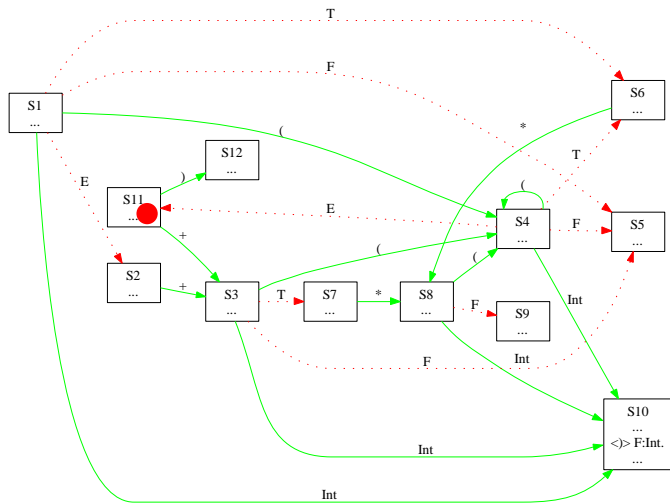 T
F
S1
...
S6
...
*
(
S12
...
T
)
(
E
S11
...
E
S4
...
F
S5
...
+
(
(
S2
...
+
S3
...
T
S7
...
*
S8
...
F
S9
...
Int
Int
F
S10
...
<)> F:Int.
...
Int
Int